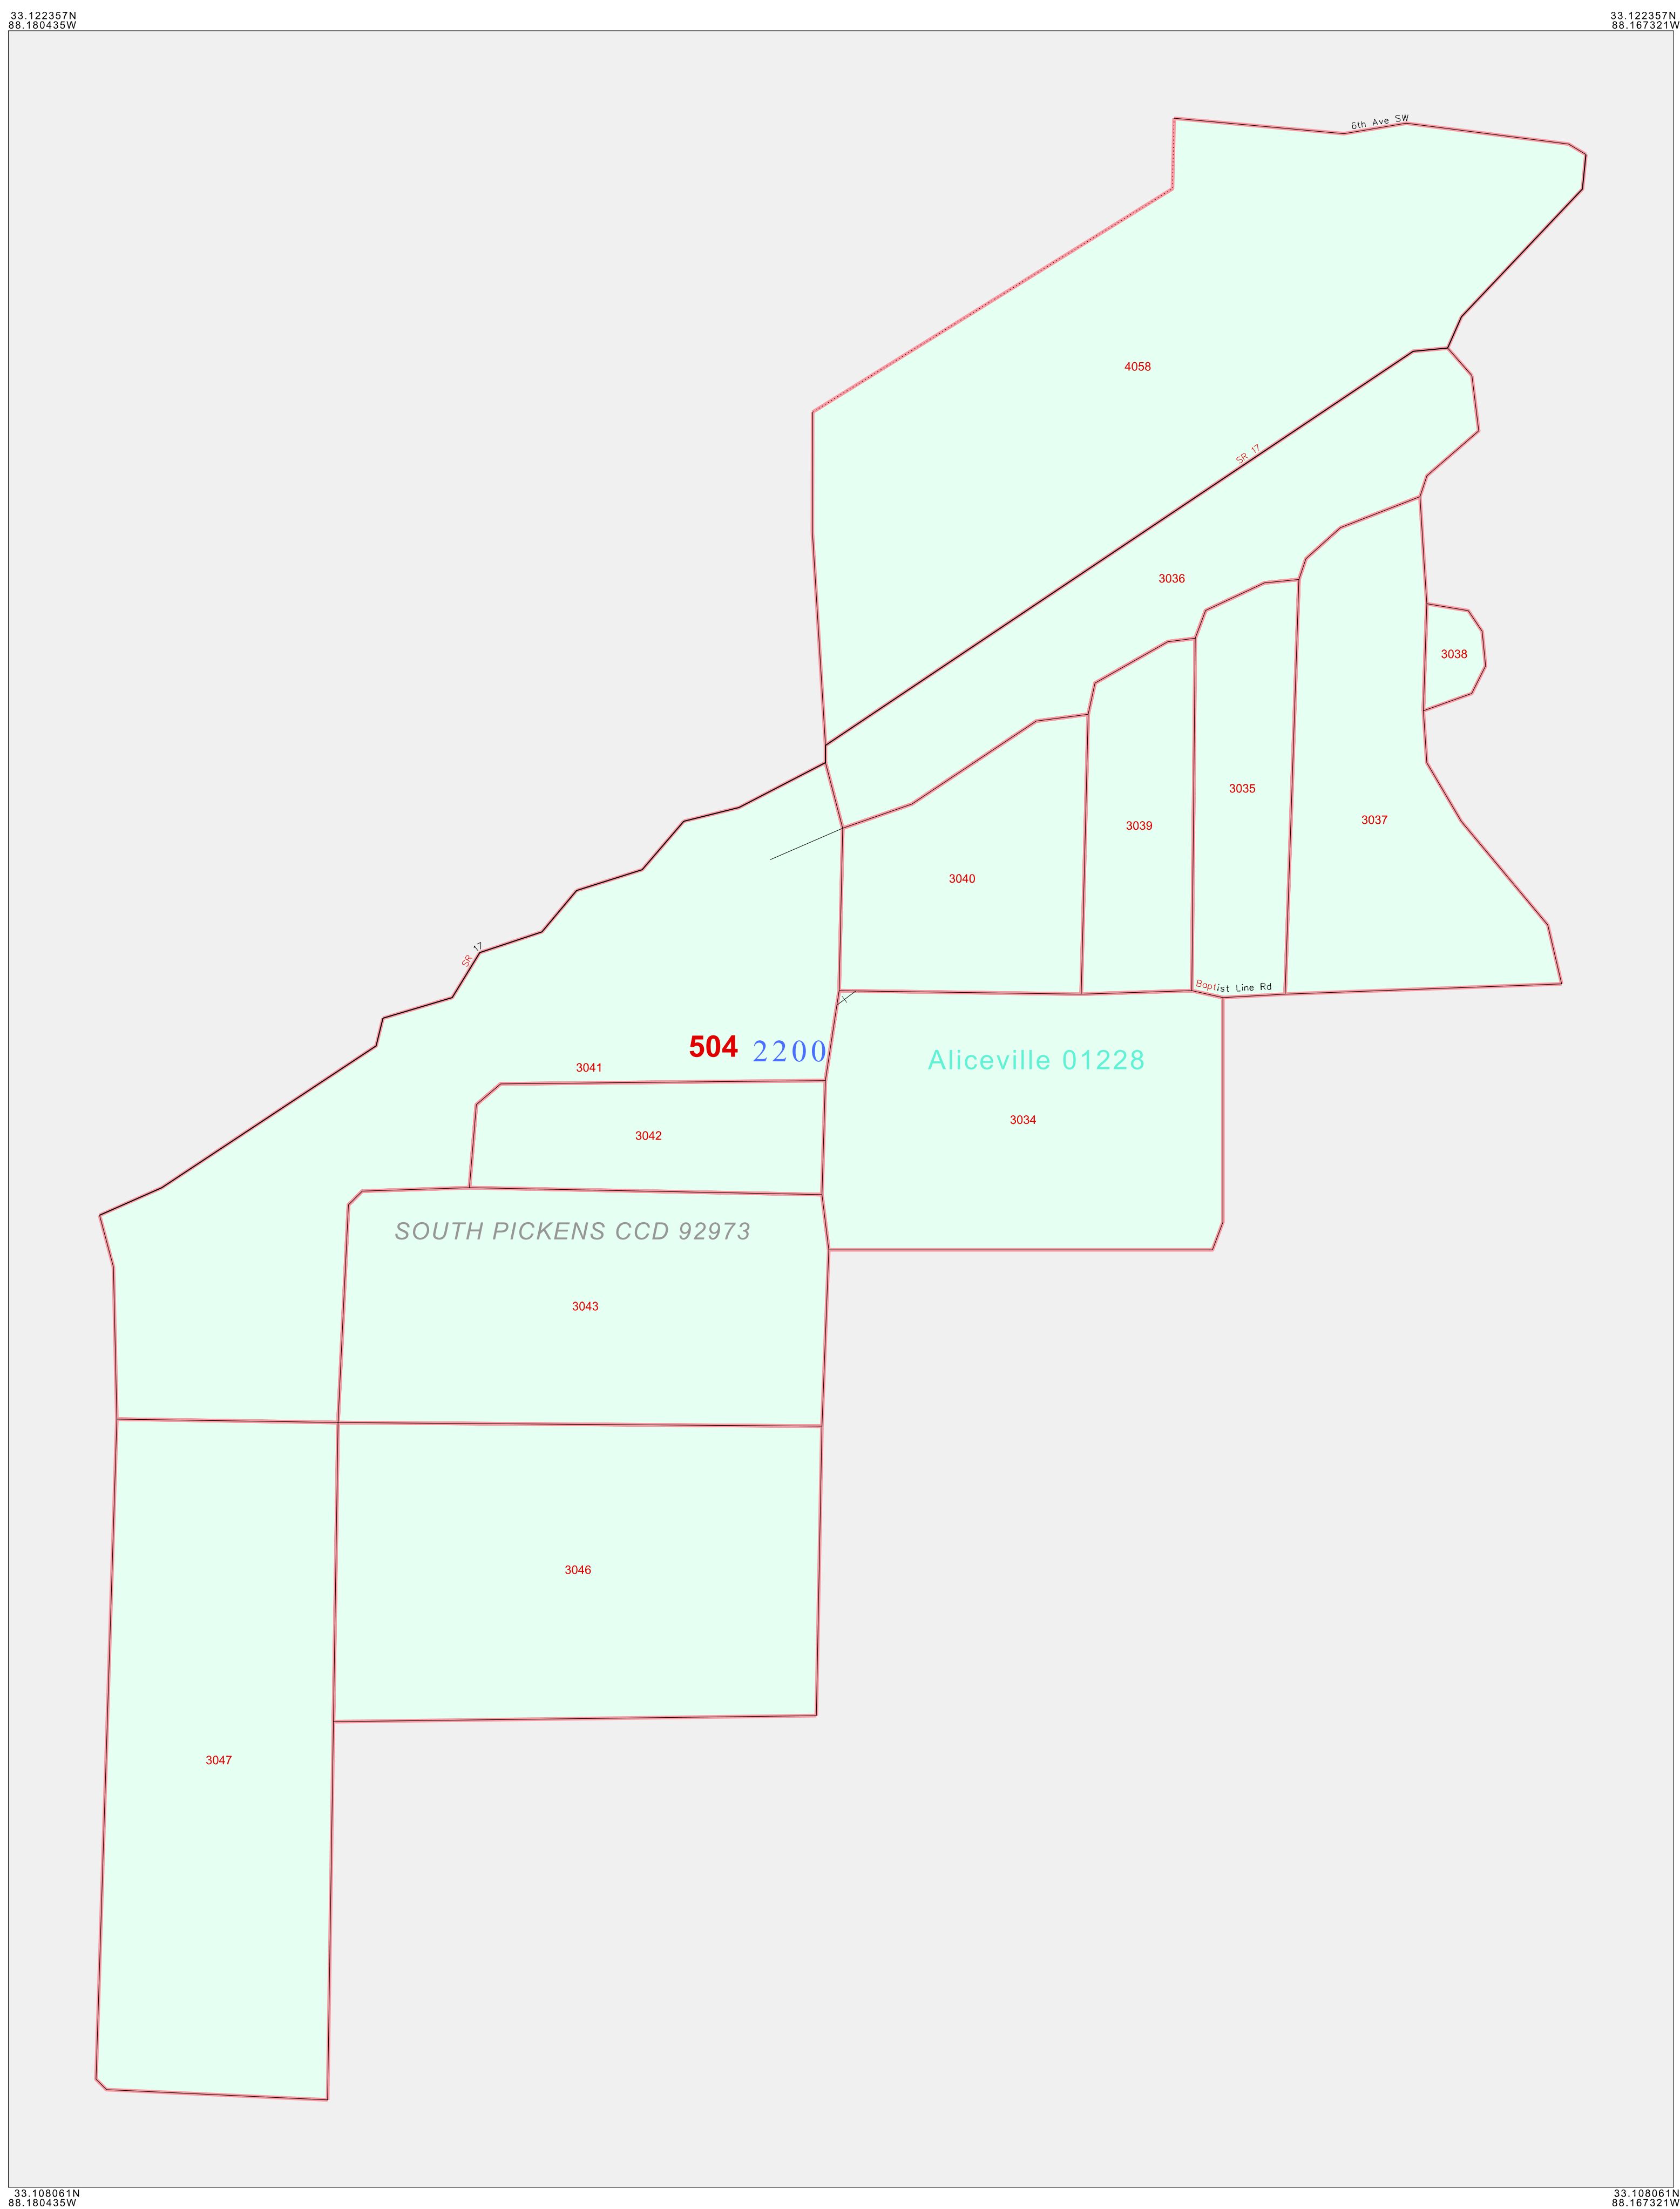 33.122357N
88.180435W
33.122357N
88.167321W
6th Ave SW
4058
SR 17
3036
3038
3035
3037
3039
3040
SR 17
Baptist Line Rd
504
2200
Aliceville 01228
3041
3034
3042
SOUTH PICKENS CCD 92973
3043
3046
3047
33.108061N
88.180435W
33.108061N
88.167321W